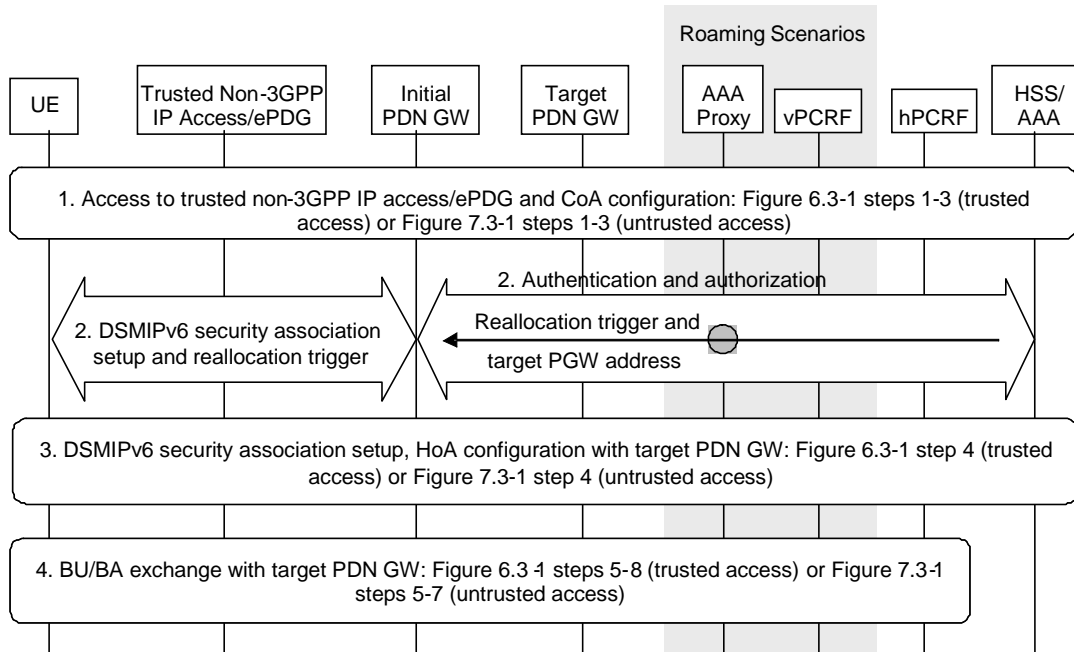 Roaming Scenarios
UE
Trusted Non-3GPP
IP Access/ePDG
Initial
PDN GW
Target
PDN GW
AAA
Proxy
vPCRF
hPCRF
HSS/
AAA
1. Access to trusted non-3GPP IP access/ePDG and CoA configuration: Figure 6.3-1 steps 1-3 (trusted
access) or Figure 7.3-1 steps 1-3 (untrusted access)
2. Authentication and authorization
2. DSMIPv6 security association
setup and reallocation trigger
Reallocation trigger and
target PGW address
3. DSMIPv6 security association setup, HoA configuration with target PDN GW: Figure 6.3-1 step 4 (trusted
access) or Figure 7.3-1 step 4 (untrusted access)
4. BU/BA exchange with target PDN GW: Figure 6.3-1 steps 5-8 (trusted access) or Figure 7.3-1
steps 5-7 (untrusted access)